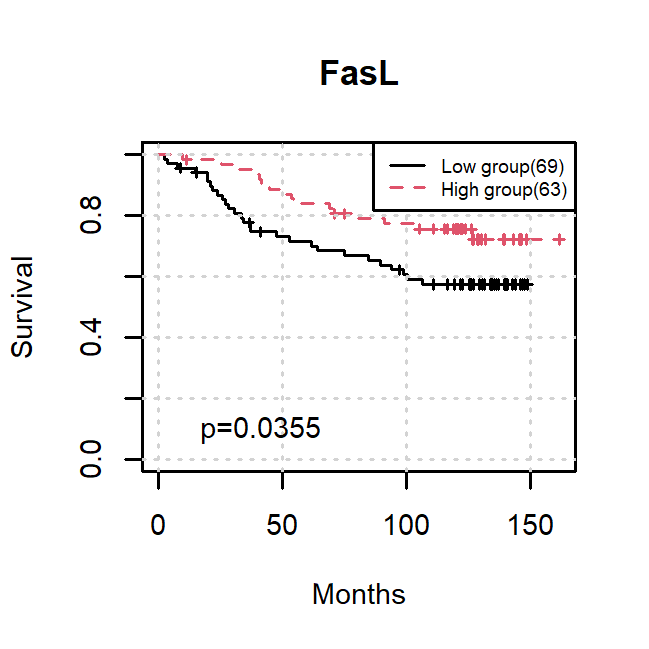 FasL
Low group(69)
High group(63)
Survival
0.8
0.4
0.0
p=0.0355
0 50 100 150
Months